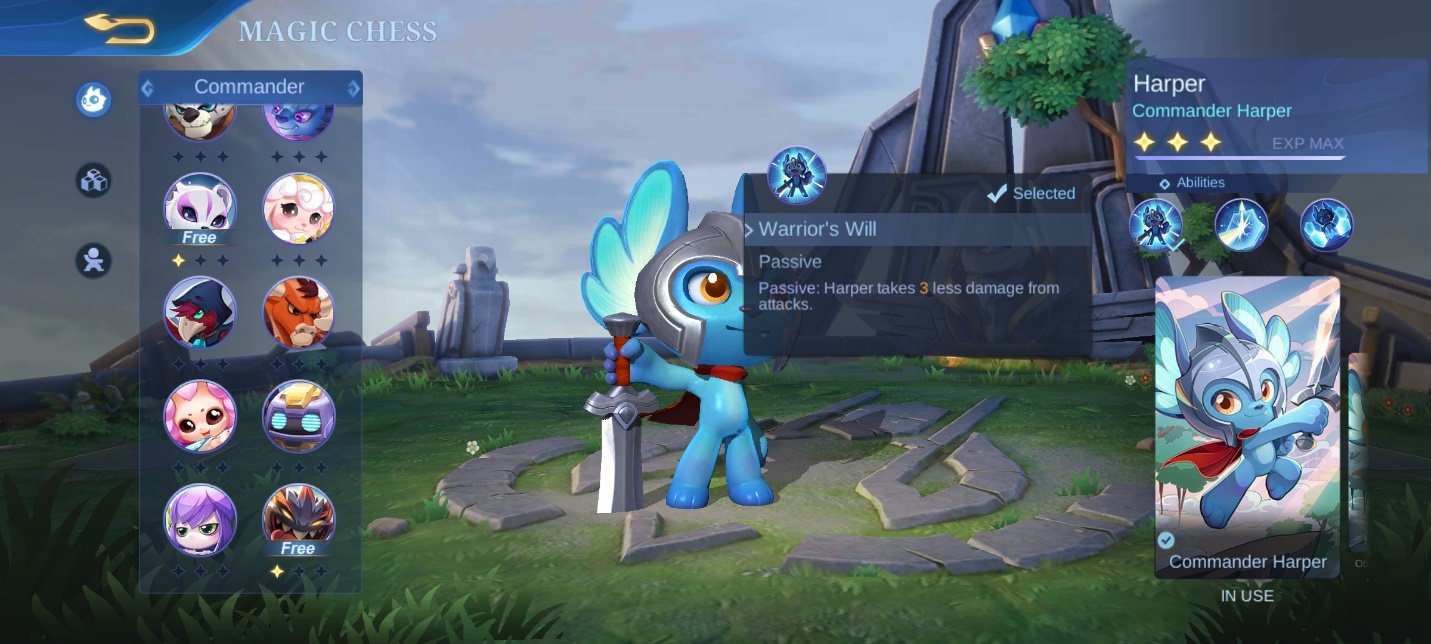 MAGIC CHESS
Commander
Free
Free
Selected
Warrior's Will
Passive
Passive: Harper takes 3 less damage from
attacks.
Harper
Commander Harper
EXP MAX
Abilities
Commander Harper
IN USE